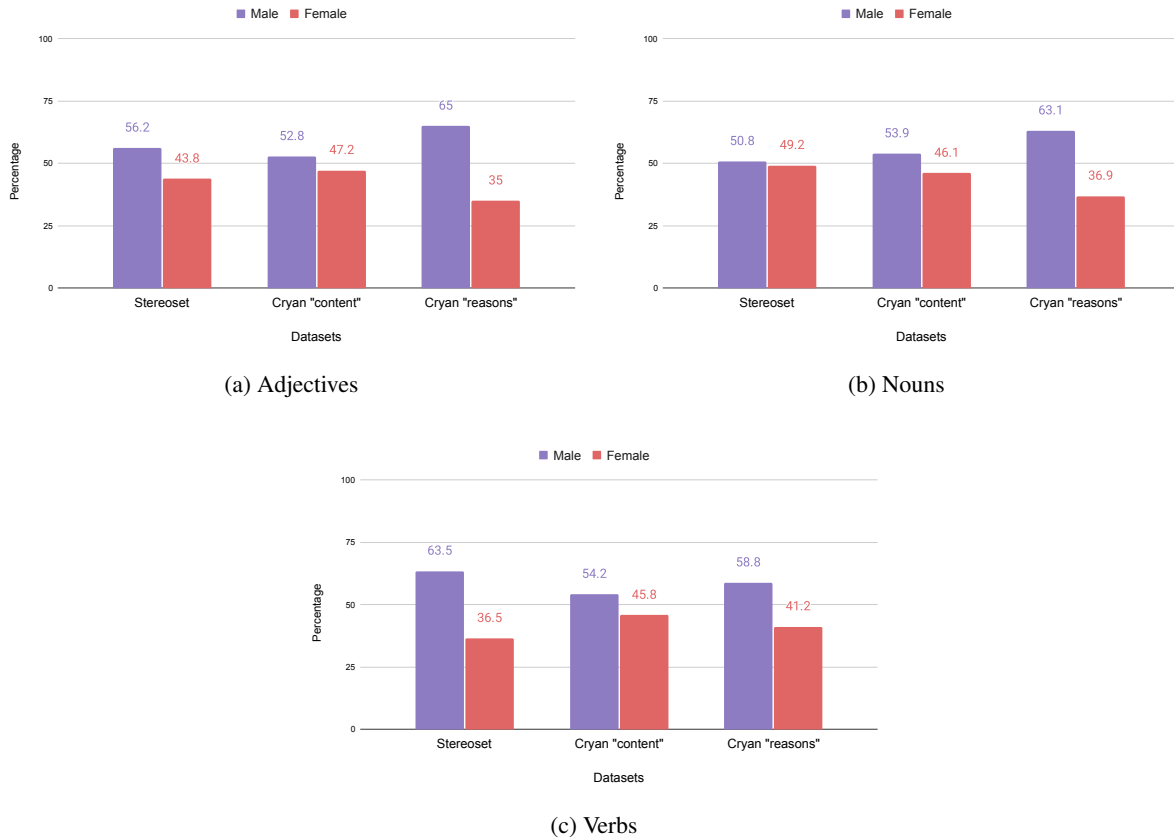 Male Female
100
75
50
25
0
Percentage
56.2
43.8
52.8
47.2
65
35
Stereoset Cryan "content" Cryan "reasons"
Datasets
(a) Adjectives
Male Female
100
75
50
25
0
Percentage
50.8
49.2
53.9
46.1
63.1
36.9
Stereoset Cryan "content" Cryan "reasons"
Datasets
(b) Nouns
Male Female
100
75
50
25
0
Percentage
63.5
36.5
54.2
45.8
58.8
41.2
Stereoset Cryan "content" Cryan "reasons"
Datasets
(c) Verbs